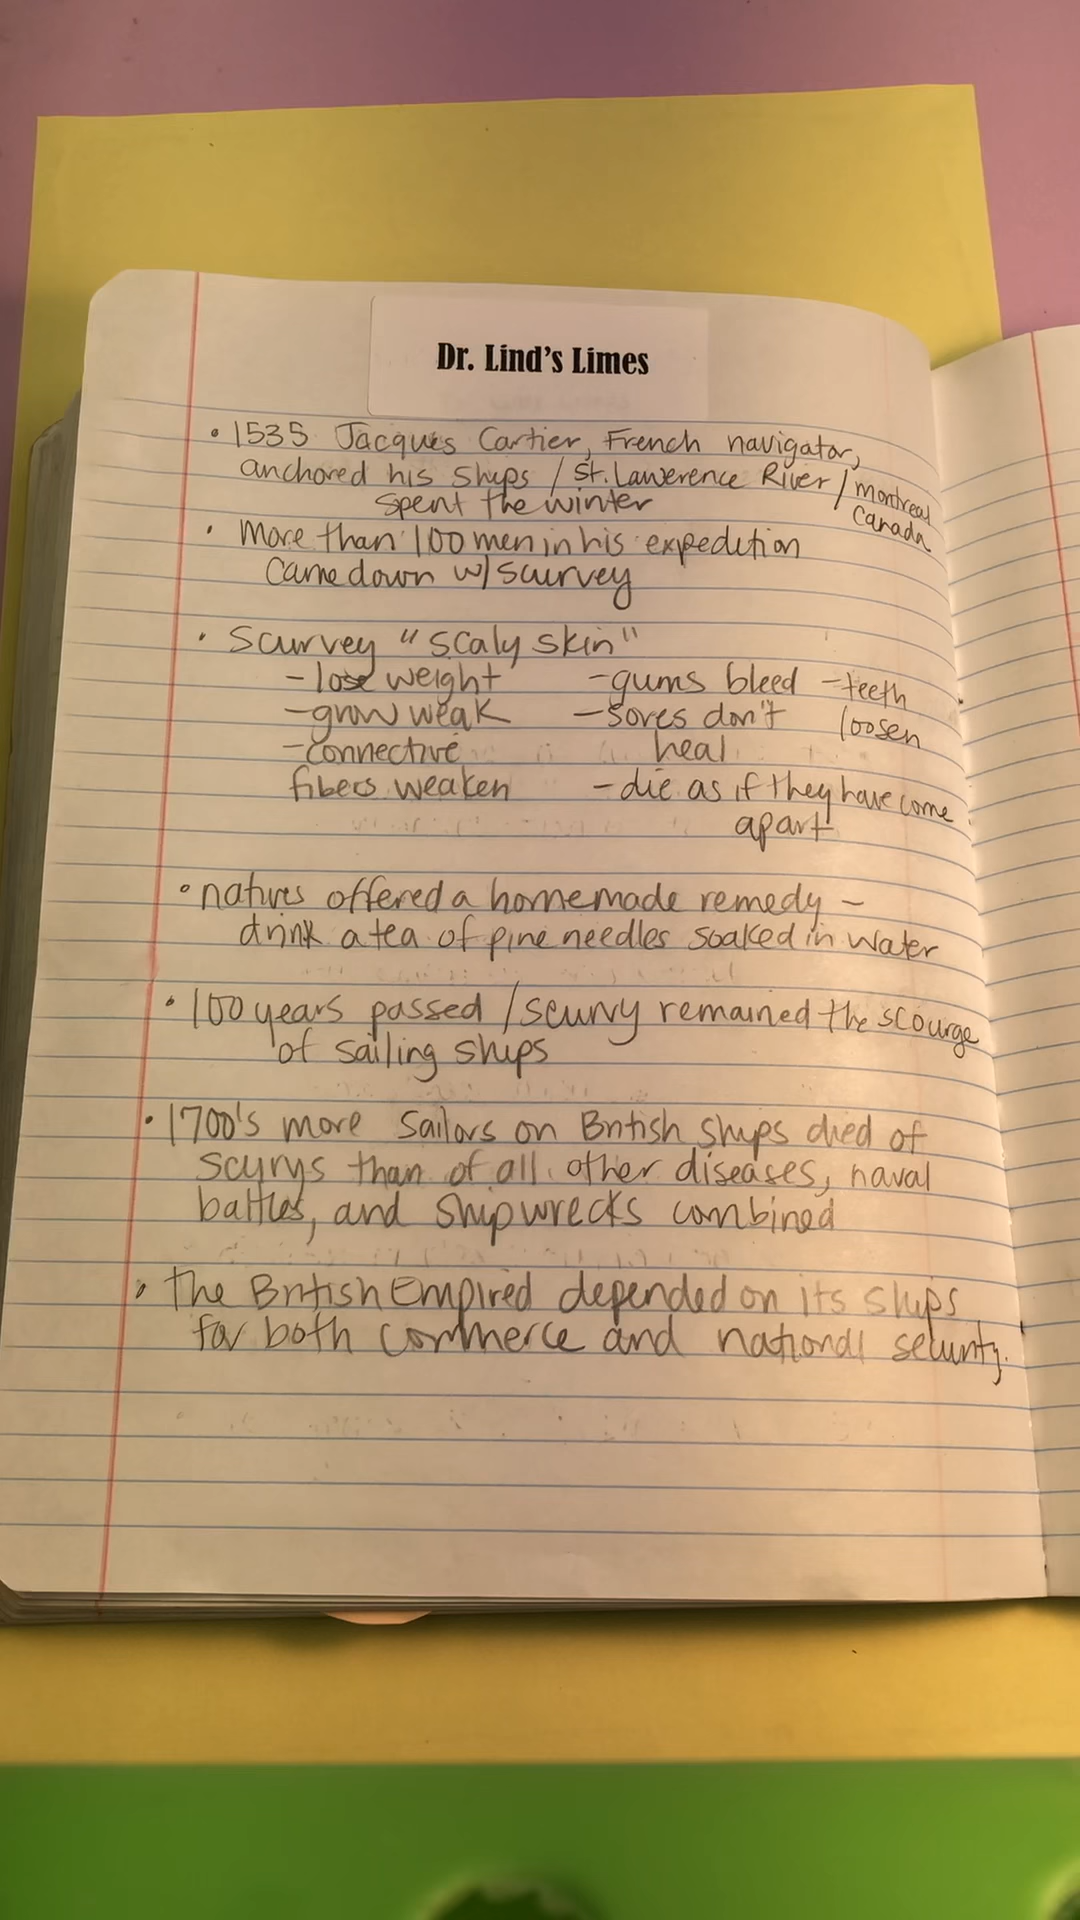 Dr. Lind's Limes
• 1535 Jacques Cartier, French navigator,
anchored his ships / St. Lawerence River / montreal
Canada
spent the winter
• More than 100 men in his expedition
came down w/ scurvey
• Scurvey "scaly skin"
- lose weight - gums bleed - teeth
- grow weak - sores don't loosen
- connective heal
fibers weaken - die as if they have come
apart
• natives offered a homemade remedy -
drink a tea of pine needles soaked in water
• 100 years passed / scurvy remained the scourge
of sailing ships
• 1700's more sailors on British ships died of
scyrys than of all other diseases, naval
battles, and shipwrecks combined
• The British Empired depended on its ships
for both commerce and national security.